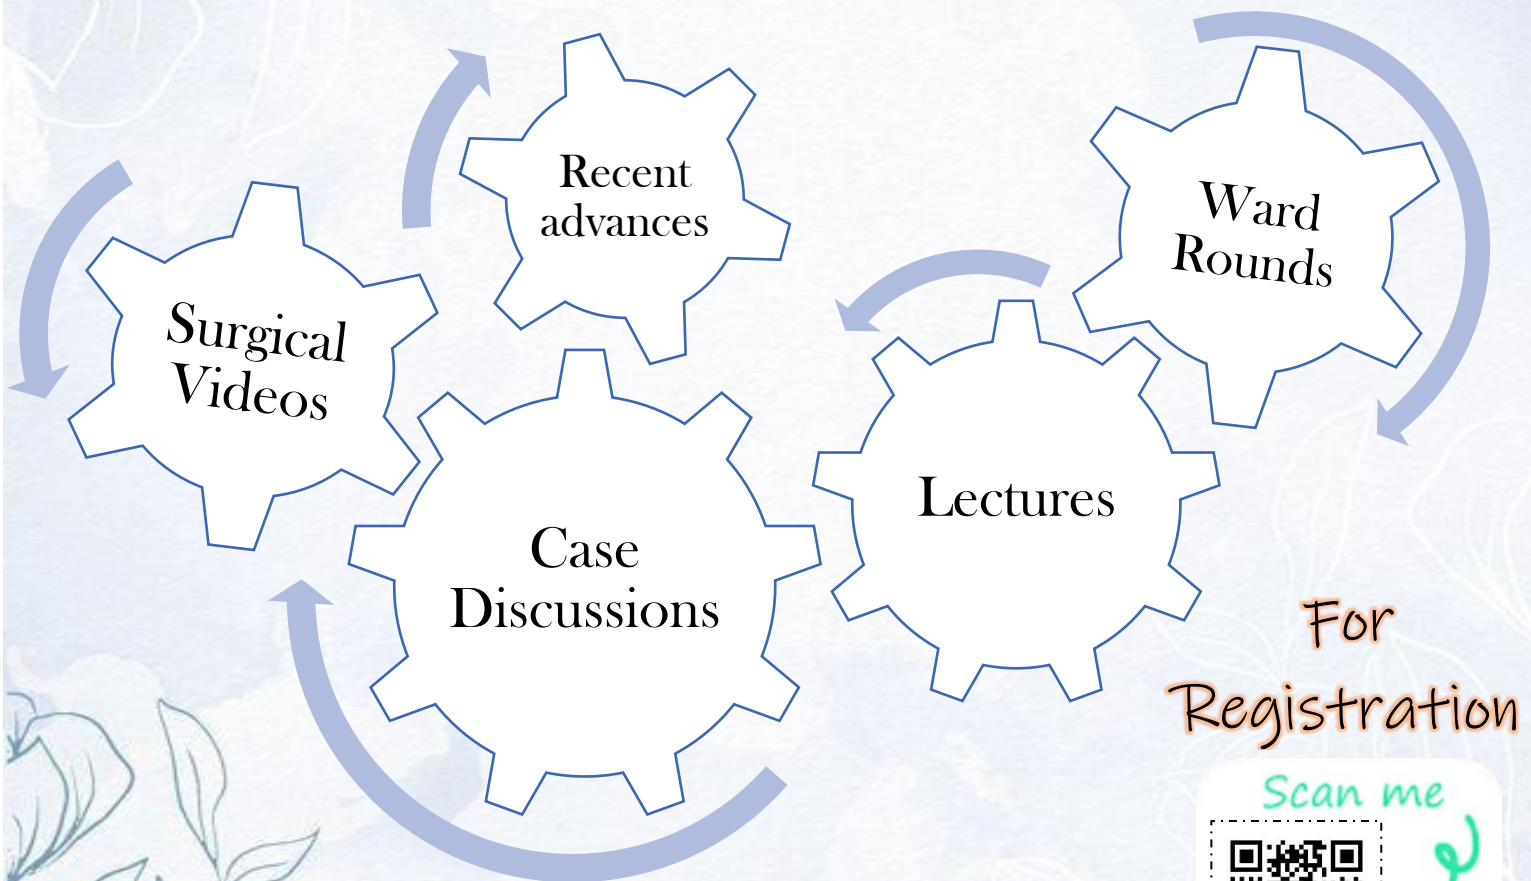 Recent
advances
Ward
Rounds
Surgical
Videos
Lectures
Case
Discussions
For
Registration
Scan me